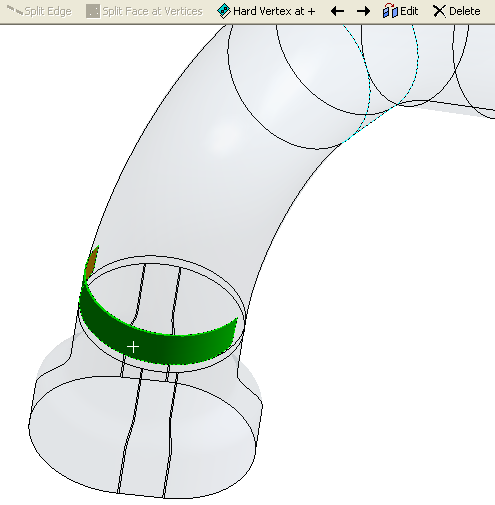 Split Edge Split Face at Vertices Hard Vertex at + Edit Delete